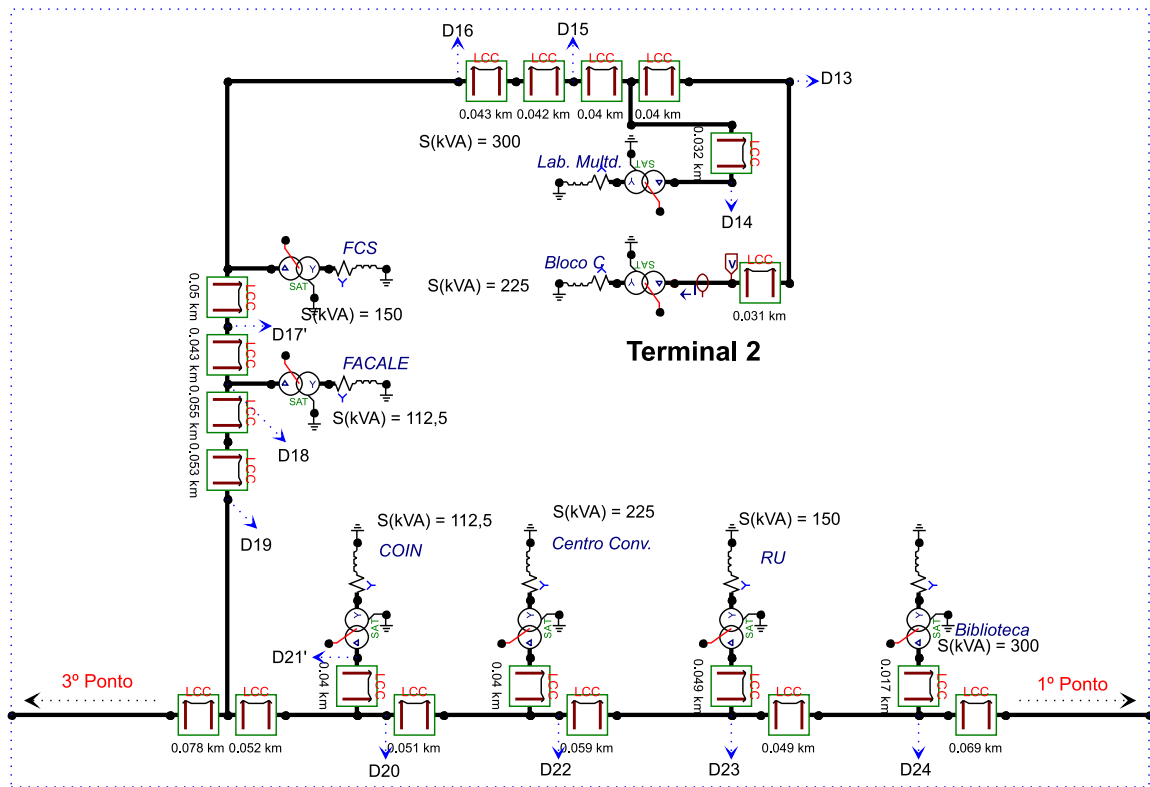 D16
D15
LCC
LCC
LCC
LCC
D13
0.043 km
0.042 km
0.04 km
0.04 km
S(kVA) = 300
0.032 km
LCC
Lab. Multd.
SAT
Y
D14
FCS
SAT
Y
Y
S(kVA) = 150
Bloco C
SAT
Y
V
I
LCC
S(kVA) = 225
0.031 km
Terminal 2
0.05 km
LCC
D17'
0.043 km
LCC
FACALE
SAT
Y
Y
S(kVA) = 112,5
0.055 km
LCC
D18
0.053 km
LCC
D19
S(kVA) = 112,5
COIN
S(kVA) = 225
Centro Conv.
S(kVA) = 150
RU
Y
Y
Y
Y
Y
SAT
Y
SAT
Y
SAT
Y
SAT
Biblioteca
S(kVA) = 300
D21'
0.04 km
LCC
0.04 km
LCC
0.049 km
LCC
0.017 km
LCC
3º Ponto
1º Ponto
LCC
LCC
LCC
LCC
LCC
LCC
0.078 km
0.052 km
0.051 km
0.059 km
0.049 km
0.069 km
D20
D22
D23
D24